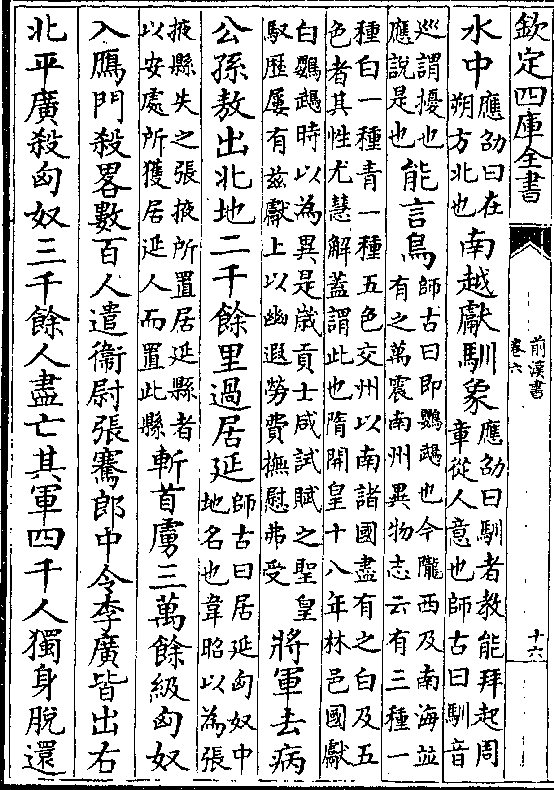 欽定四庫全書
前漢書
卷六
十六
水中
應劭曰在
朔方北也
南越獻馴象
應劭曰馴者教能拜起周
章從人意也師古曰馴音
巡謂擾也
應說是也
能言鳥
師古曰即鸚鵡也今隴西及南海並
有之萬震南州異物志云有三種一
種白一種青一種五色交州以南諸國盡有之白及五
色者其性尤慧解蓋謂此也隋開皇十八年林邑國獻
白鸚鵡時以為異是歲貢士咸試賦之聖皇
馭歷屢有兹獻上以幽遐勞費撫慰弗受
將軍去病
公孫敖出北地二千餘里過居延
師古曰居延匈奴中
地名也韋昭以為張
掖縣失之張掖所置居延縣者
以安處所獲居延人而置此縣
斬首虜三萬餘級匈奴
入鴈門殺畧數百人遣衞尉張騫郎中令李廣皆出右
北平廣殺匈奴三千餘人盡亡其軍四千人獨身脫還